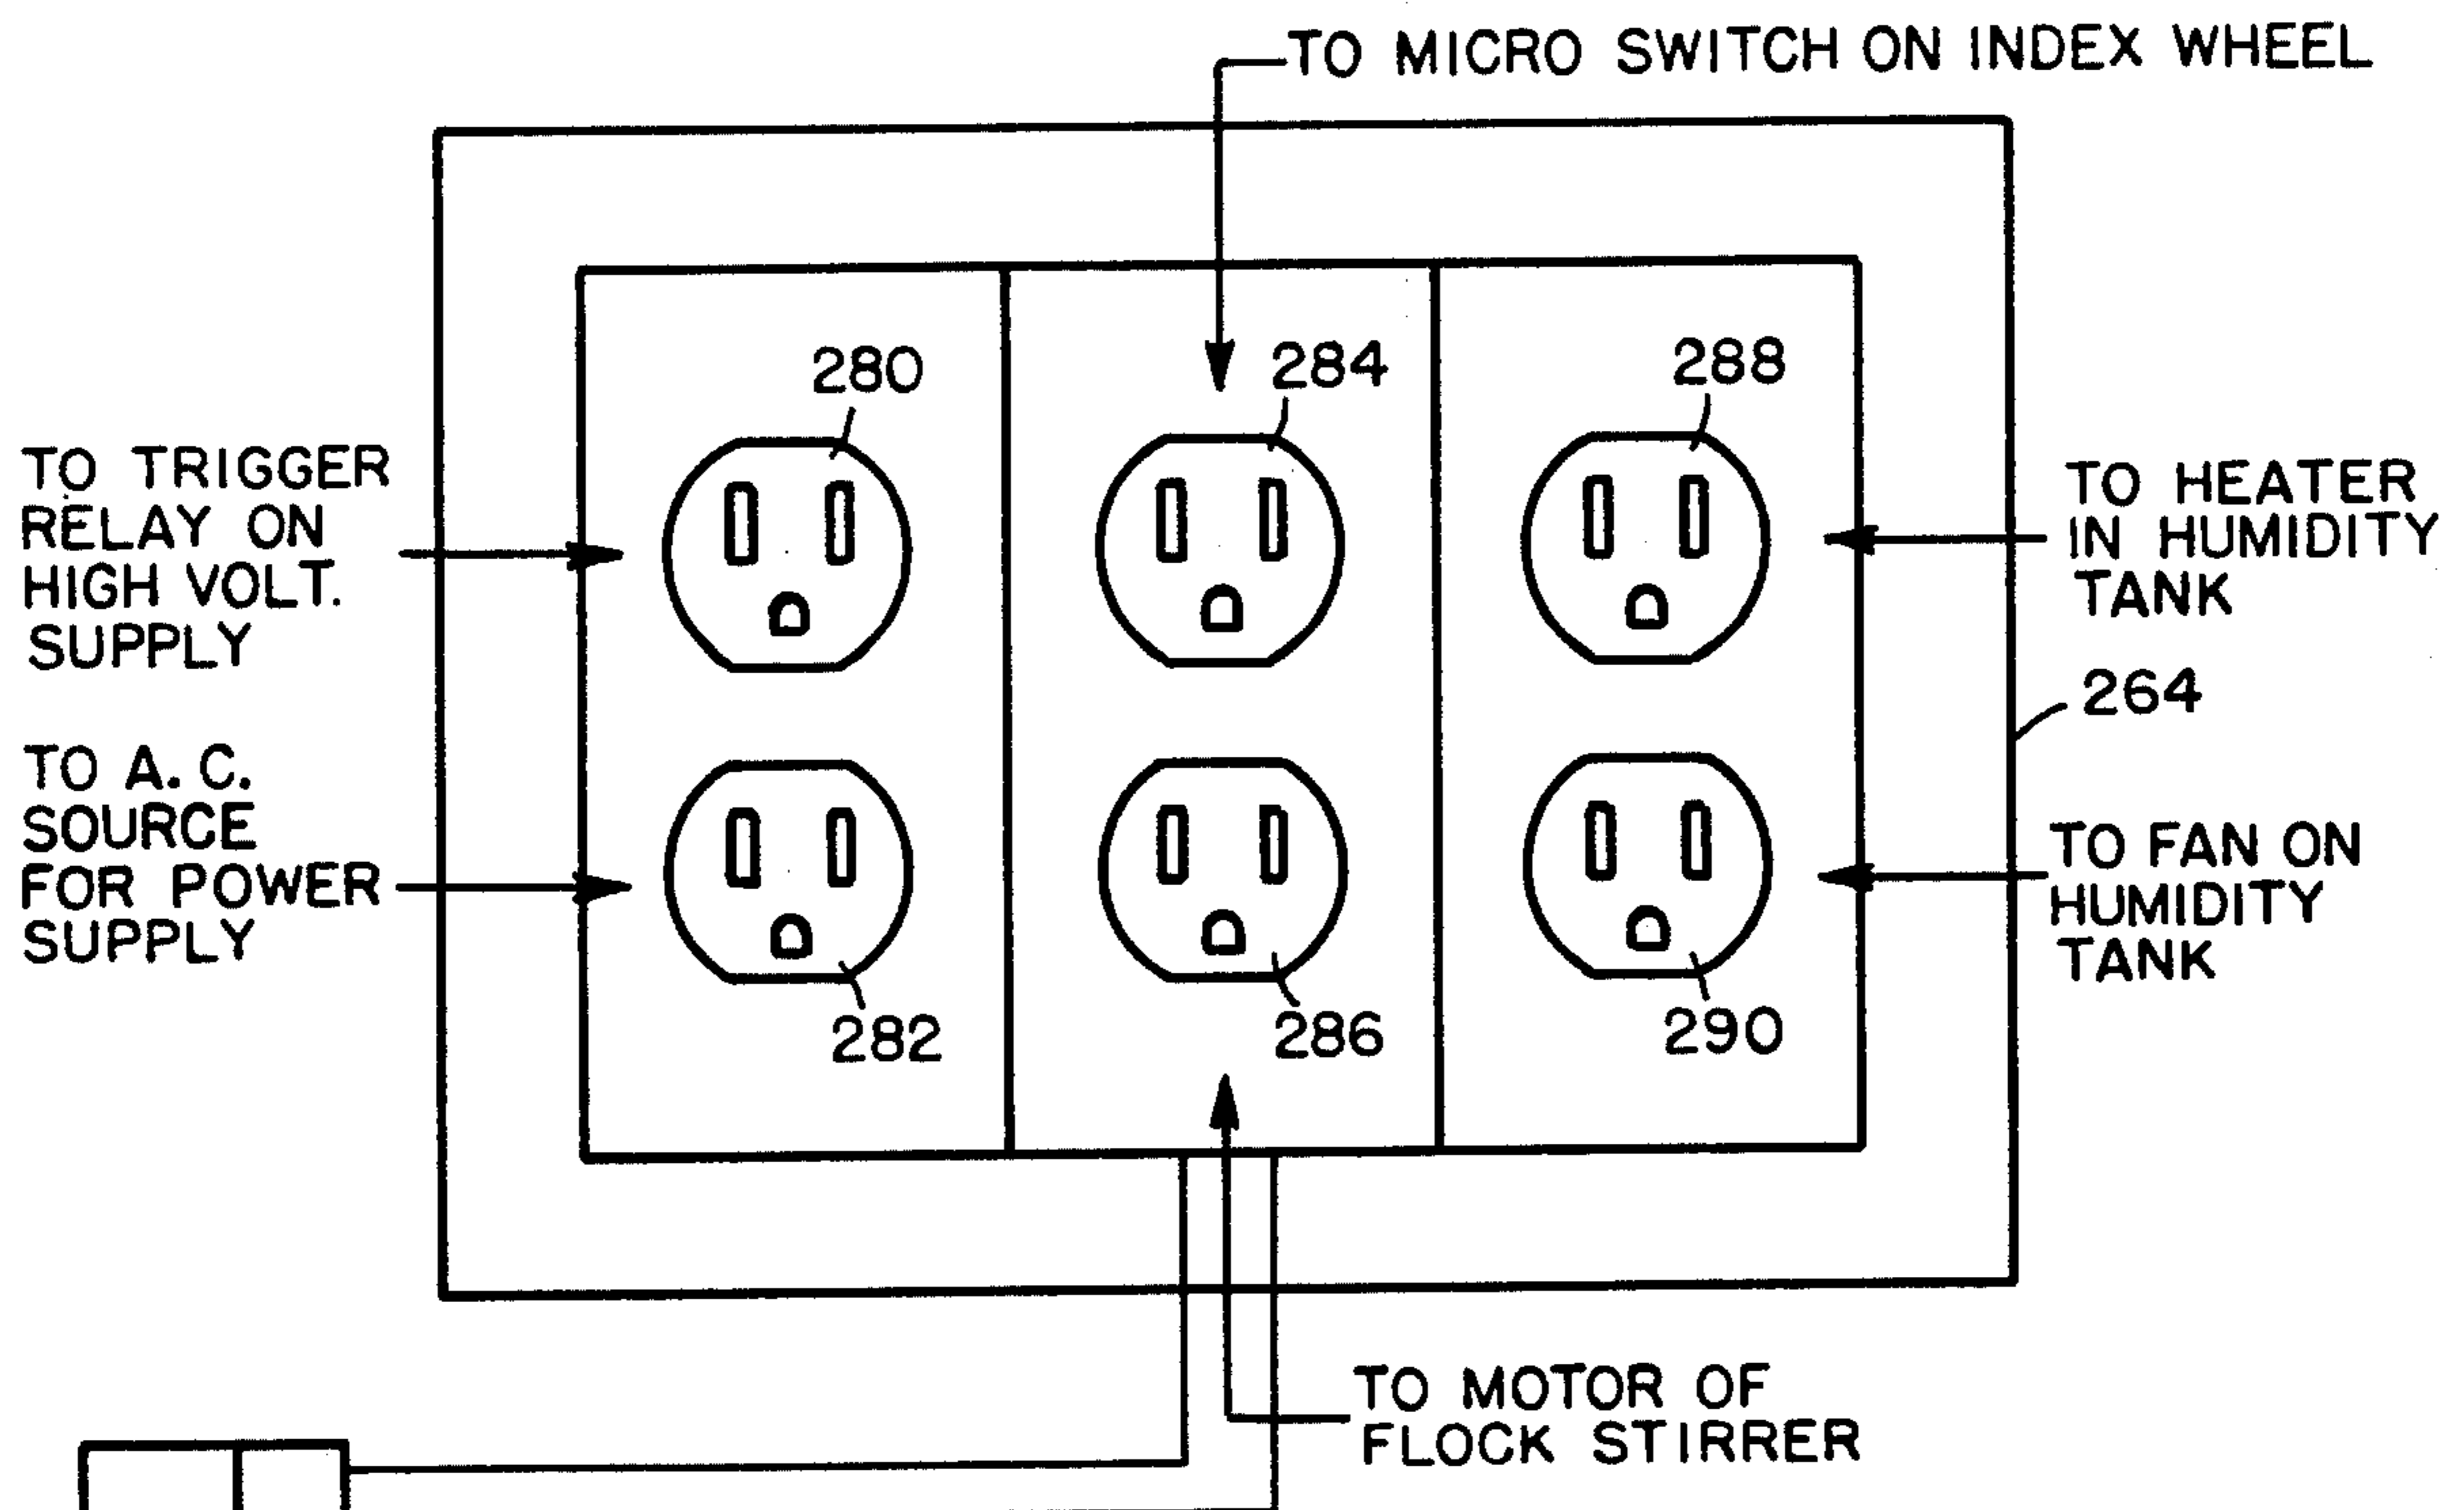 TO MICRO SWITCH ON INDEX WHEEL
280
284
288
TO TRIGGER
RELAY ON
HIGH VOLT.
SUPPLY
TO HEATER
IN HUMIDITY
TANK
264
TO A.C.
SOURCE
FOR POWER
SUPPLY
TO FAN ON
HUMIDITY
TANK
282
286
290
TO MOTOR OF
FLOCK STIRRER